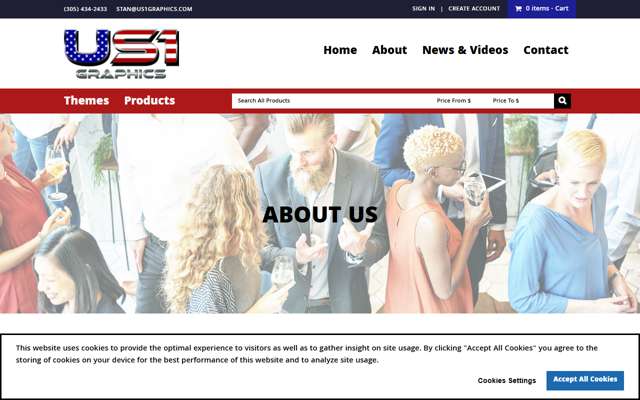 (305) 434-2433 STAN@US1GRAPHICS.COM SIGN IN | CREATE ACCOUNT 0 items - Cart
US1
GRAPHICS
Home About News & Videos Contact
Themes Products Search All Products Price From $ Price To $
ABOUT US
This website uses cookies to provide the optimal experience to visitors as well as to gather insight on site usage. By clicking "Accept All Cookies" you agree to the
storing of cookies on your device for the best performance of this website and to analyze site usage.
Cookies Settings Accept All Cookies